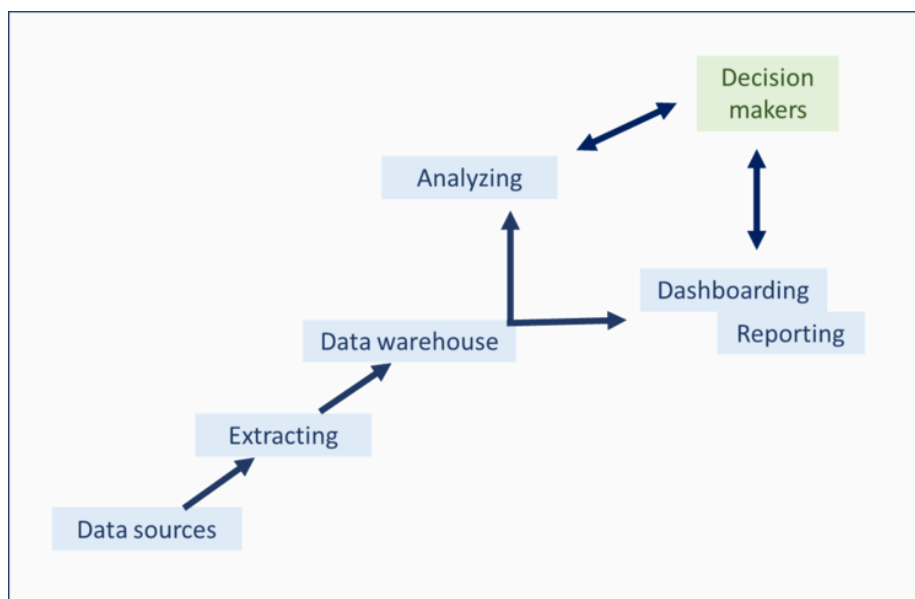 Decision
makers
Analyzing
Dashboarding
Reporting
Data warehouse
Extracting
Data sources